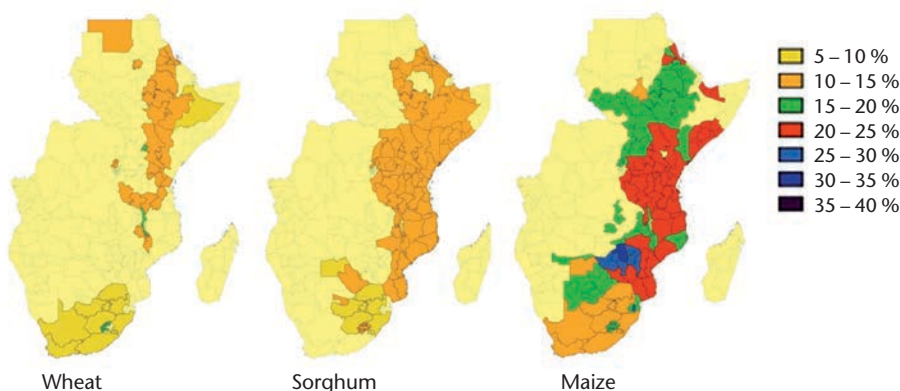 5 – 10 %
10 – 15 %
15 – 20 %
20 – 25 %
25 – 30 %
30 – 35 %
35 – 40 %
Wheat
Sorghum
Maize